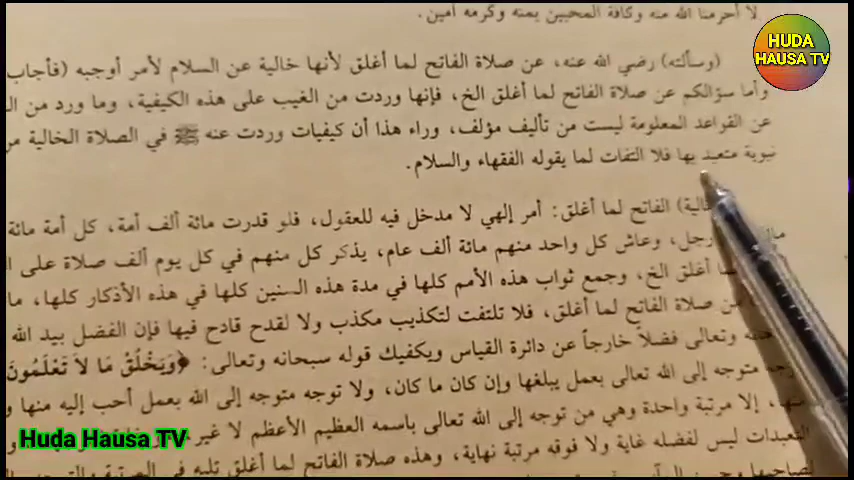 لا أحرمنا الله منه وكافة المحبين بمنه وكرمه آمين.
HUDA
HAUSA TV
(وسألته) رضي الله عنه، عن صلاة الفاتح لما أغلق لأنها خالية عن السلام لأمر أوجبه (فأجاب
وأما سؤالكم عن صلاة الفاتح لما أغلق الخ، فإنها وردت من الغيب على هذه الكيفية، وما ورد من
عن القواعد المعلومة ليست من تأليف مؤلف، وراء هذا أن كيفيات وردت عنه ﷺ في الصلاة الخالية
نبوية متعبد بها فلا التفات لما يقوله الفقهاء والسلام.
الفاتح لما أغلق: أمر إلهي لا مدخل فيه للعقول، فلو قدرت مائة ألف أمة، كل أمة مائة
رجل، وعاش كل واحد منهم مائة ألف عام، يذكر كل منهم في كل يوم ألف صلاة على
أغلق الخ، وجمع ثواب هذه الأمم كلها في مدة هذه السنين كلها في هذه الأذكار كلها، ما
من صلاة الفاتح لما أغلق، فلا تلتفت لتكذيب مكذب ولا لقدح قادح فيها فإن الفضل بيد الله
وتعالى فضلاً خارجاً عن دائرة القياس ويكفيك قوله سبحانه وتعالى: ﴿وَيَخْلُقُ مَا لاَ تَعْلَمُونَ
متوجه إلى الله تعالى بعمل يبلغها وإن كان ما كان، ولا توجه متوجه إلى الله بعمل أحب إليه منها و
إلا مرتبة واحدة وهي من توجه إلى الله تعالى باسمه العظيم الأعظم لا غير
التعبدات ليس لفضله غاية ولا فوقه مرتبة نهاية، وهذه صلاة الفاتح لما أغلق تليه في المرتبة
Huda Hausa TV